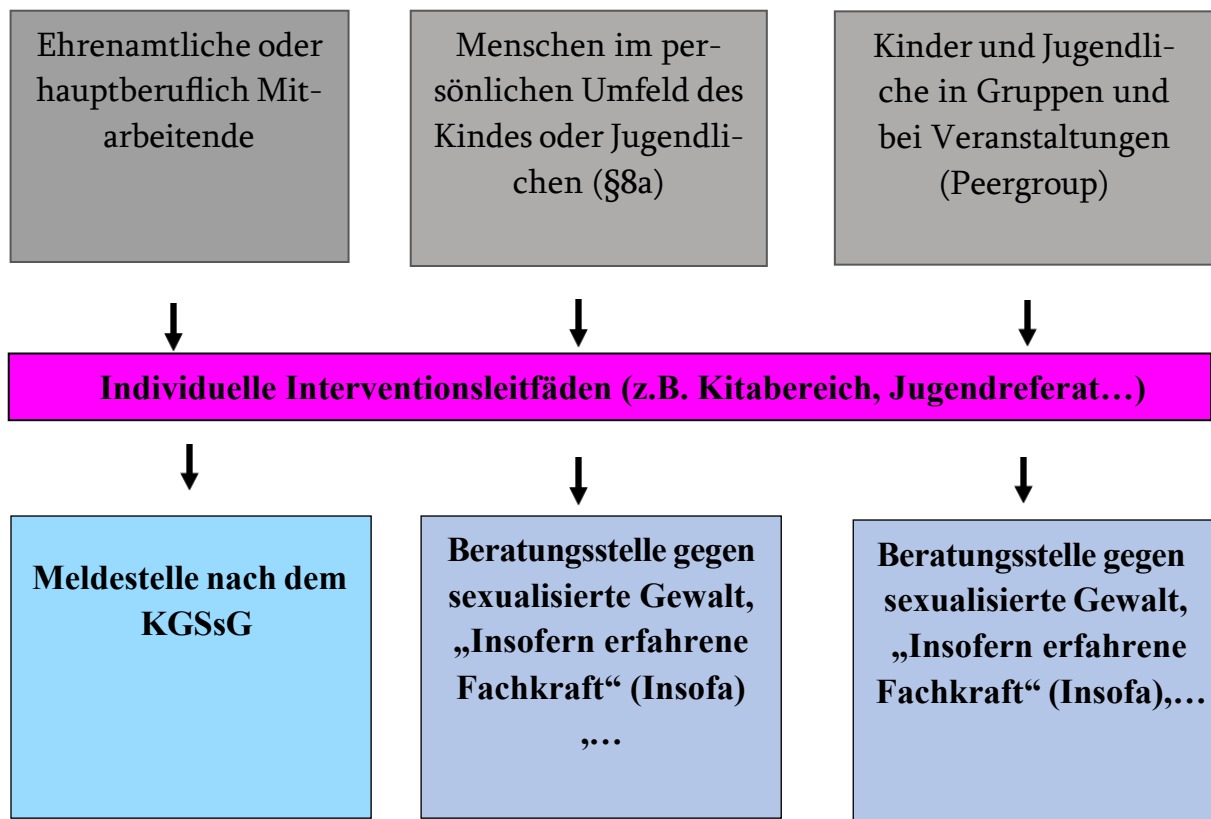 Ehrenamtliche oder
hauptberuflich Mit-
arbeitende
Menschen im per-
sönlichen Umfeld des
Kindes oder Jugendli-
chen (§8a)
Kinder und Jugendli-
che in Gruppen und
bei Veranstaltungen
(Peergroup)
Individuelle Interventionsleitfäden (z.B. Kitabereich, Jugendreferat…)
Meldestelle nach dem
KGSsG
Beratungsstelle gegen
sexualisierte Gewalt,
„Insofern erfahrene
Fachkraft“ (Insofa)
,…
Beratungsstelle gegen
sexualisierte Gewalt,
„Insofern erfahrene
Fachkraft“ (Insofa),…